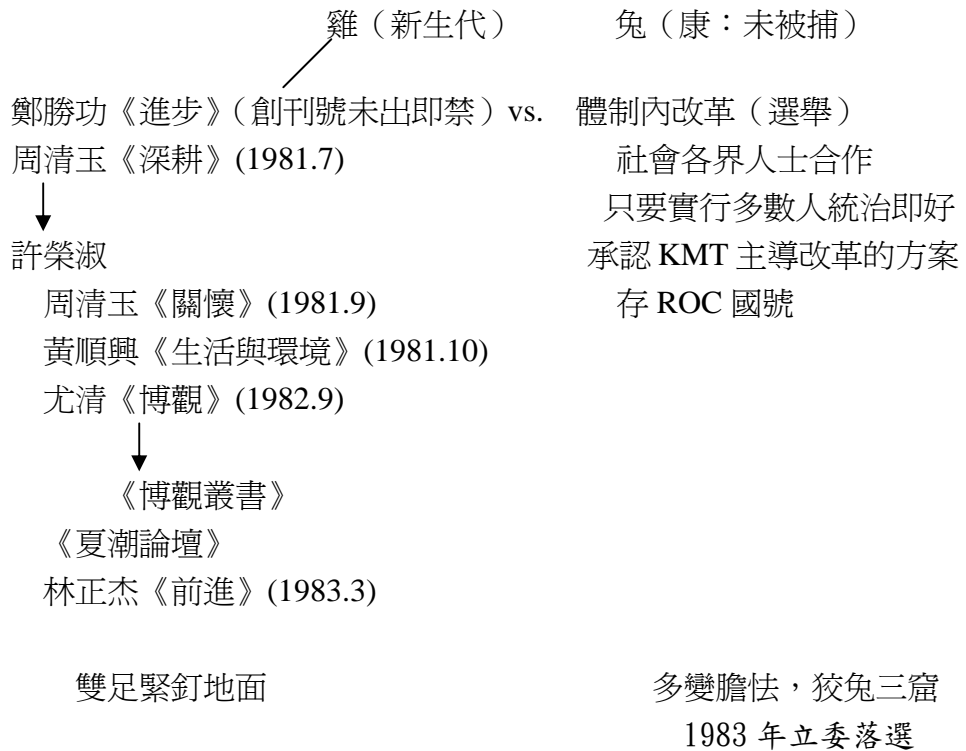 雞（新生代） 兔（康：未被捕）
鄭勝功《進步》（創刊號未出即禁）vs. 體制內改革（選舉）
周清玉《深耕》(1981.7) 社會各界人士合作
只要實行多數人統治即好
許榮淑 承認 KMT 主導改革的方案
周清玉《關懷》(1981.9) 存 ROC 國號
黃順興《生活與環境》(1981.10)
尤清《博觀》(1982.9)
《博觀叢書》
《夏潮論壇》
林正杰《前進》(1983.3)
雙足緊釘地面 多變膽怯，狡兔三窟
1983 年立委落選